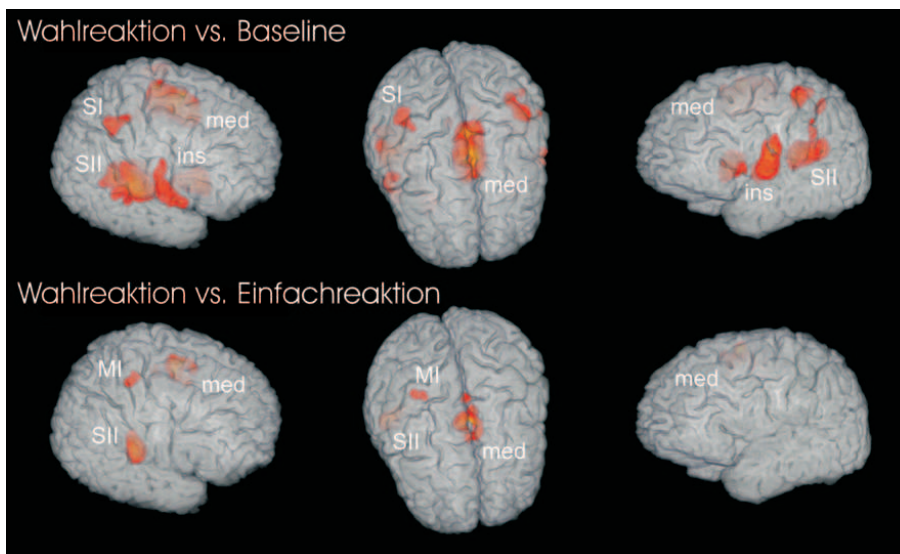 Wahlreaktion vs. Baseline
SI
med
SII
ins
SI
med
med
ins
SII
Wahlreaktion vs. Einfachreaktion
MI
med
SII
MI
SII
med
med